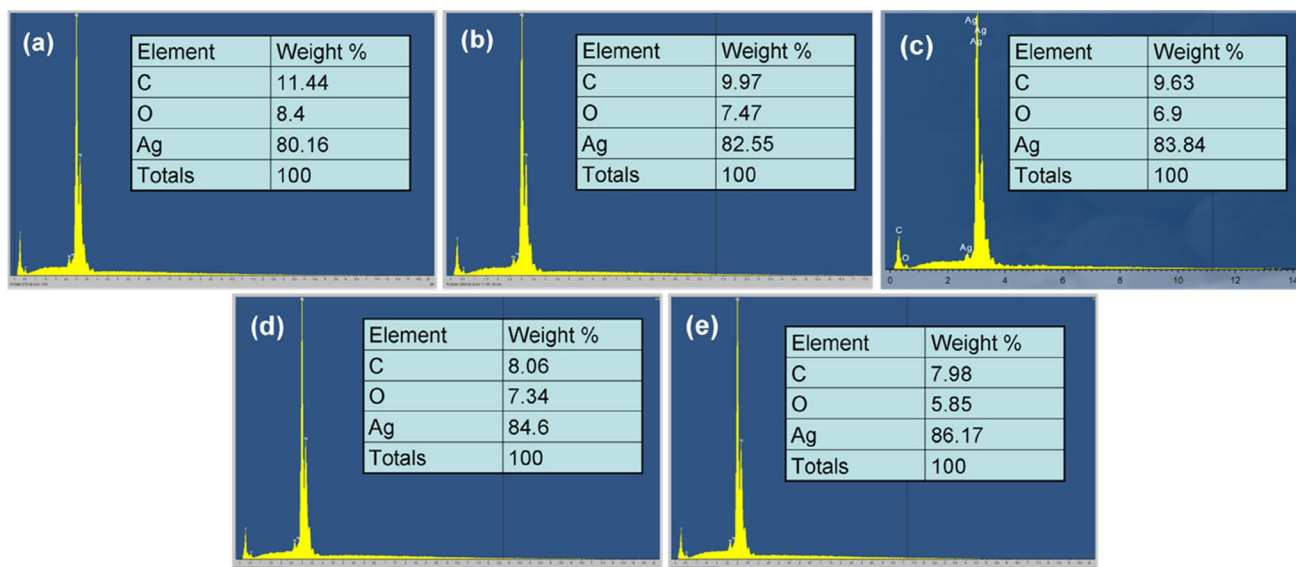 (a)
Element Weight %
C 11.44
O 8.4
Ag 80.16
Totals 100
(b)
Element Weight %
C 9.97
O 7.47
Ag 82.55
Totals 100
(c)
Ag
Ag
Ag
Element Weight %
C 9.63
O 6.9
Ag 83.84
Totals 100
C
O
Ag
0 2 4 6 8 10 12 14
(d)
Element Weight %
C 8.06
O 7.34
Ag 84.6
Totals 100
(e)
Element Weight %
C 7.98
O 5.85
Ag 86.17
Totals 100